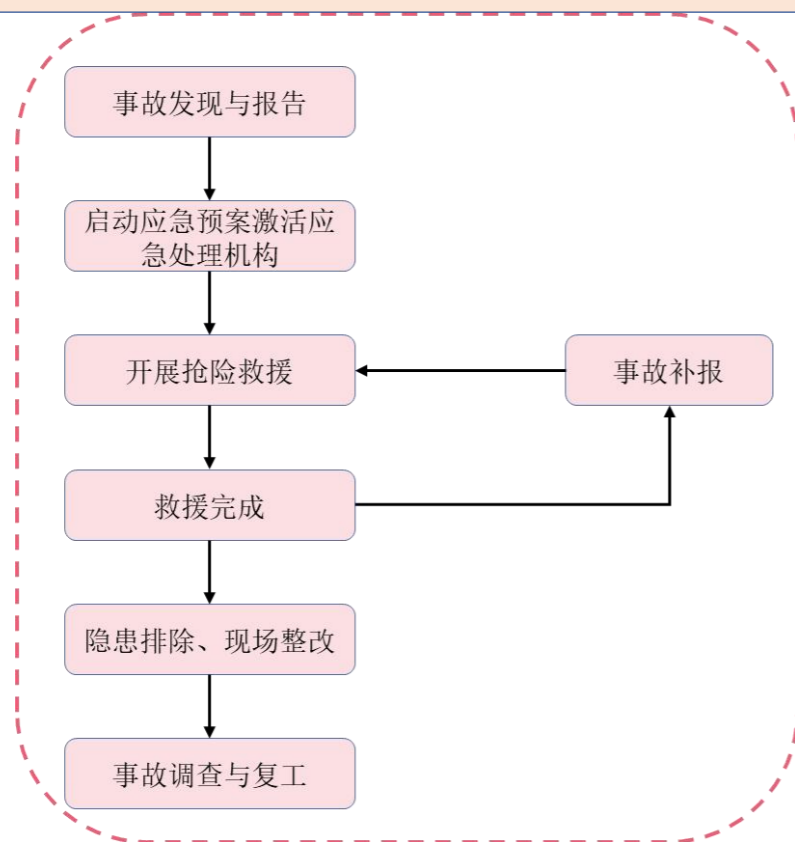 事故发现与报告
启动应急预案激活应
急处理机构
开展抢险救援
事故补报
救援完成
隐患排除、现场整改
事故调查与复工